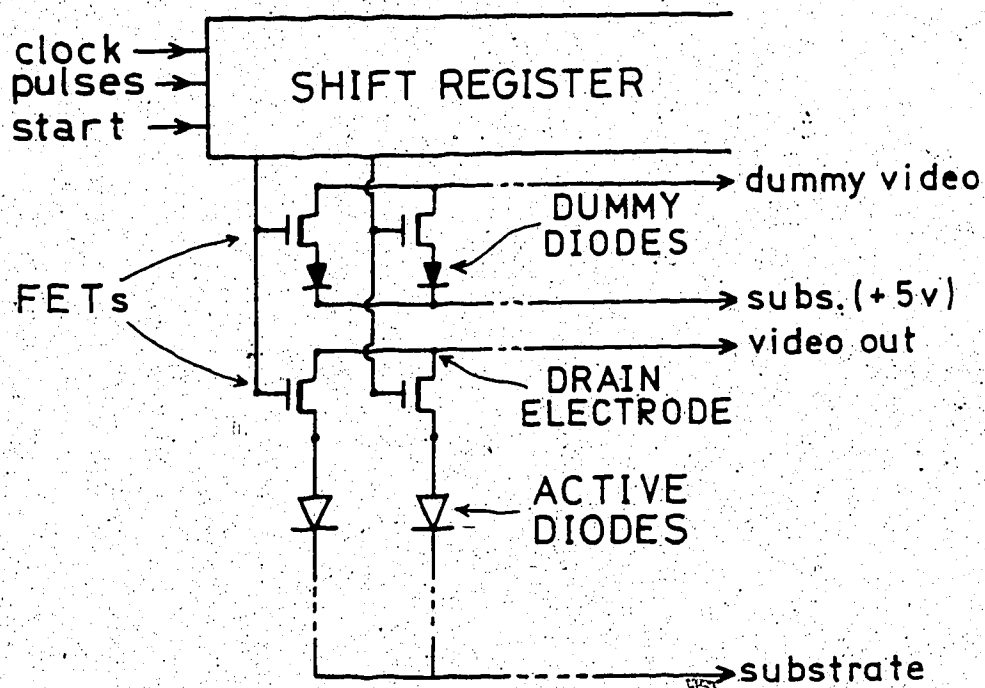 clock
pulses
start
SHIFT REGISTER
dummy video
DUMMY
DIODES
FETs
subs. (+5v)
video out
DRAIN
ELECTRODE
ACTIVE
DIODES
substrate